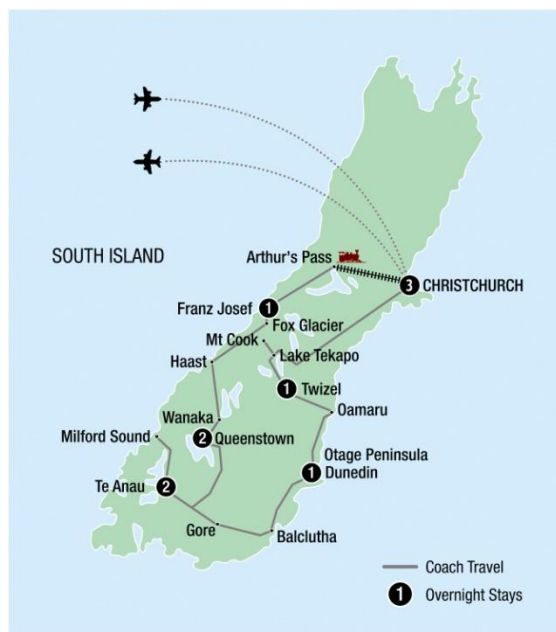 SOUTH ISLAND
Arthur's Pass
3 CHRISTCHURCH
Franz Josef 1
Fox Glacier
Mt Cook
Lake Tekapo
Haast
1 Twizel
Oamaru
Wanaka
Milford Sound
2 Queenstown
Otage Peninsula
1 Dunedin
Te Anau 2
Gore
Balclutha
Coach Travel
1 Overnight Stays